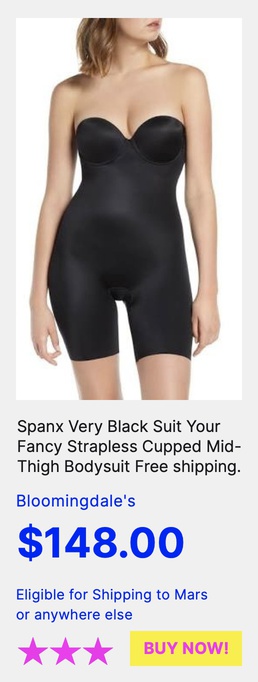 Spanx Very Black Suit Your
Fancy Strapless Cupped Mid-
Thigh Bodysuit Free shipping.
Bloomingdale's
$148.00
Eligible for Shipping to Mars
or anywhere else
BUY NOW!